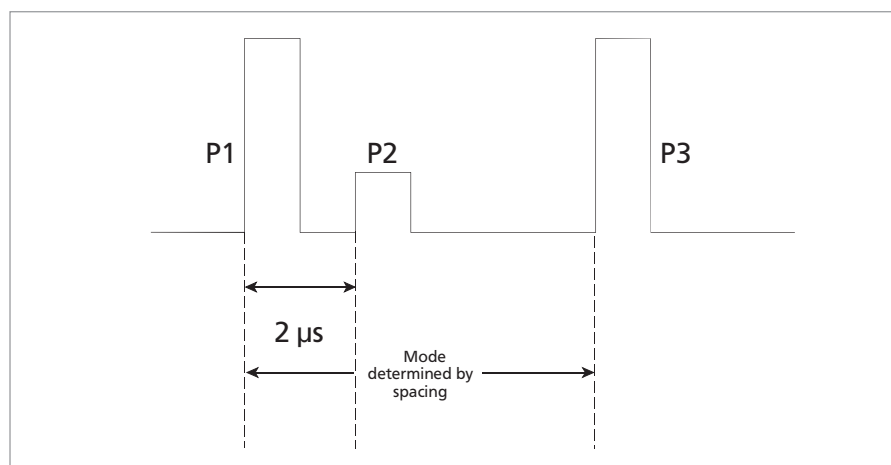 P1
P2
P3
2 µs
Mode
determined by
spacing